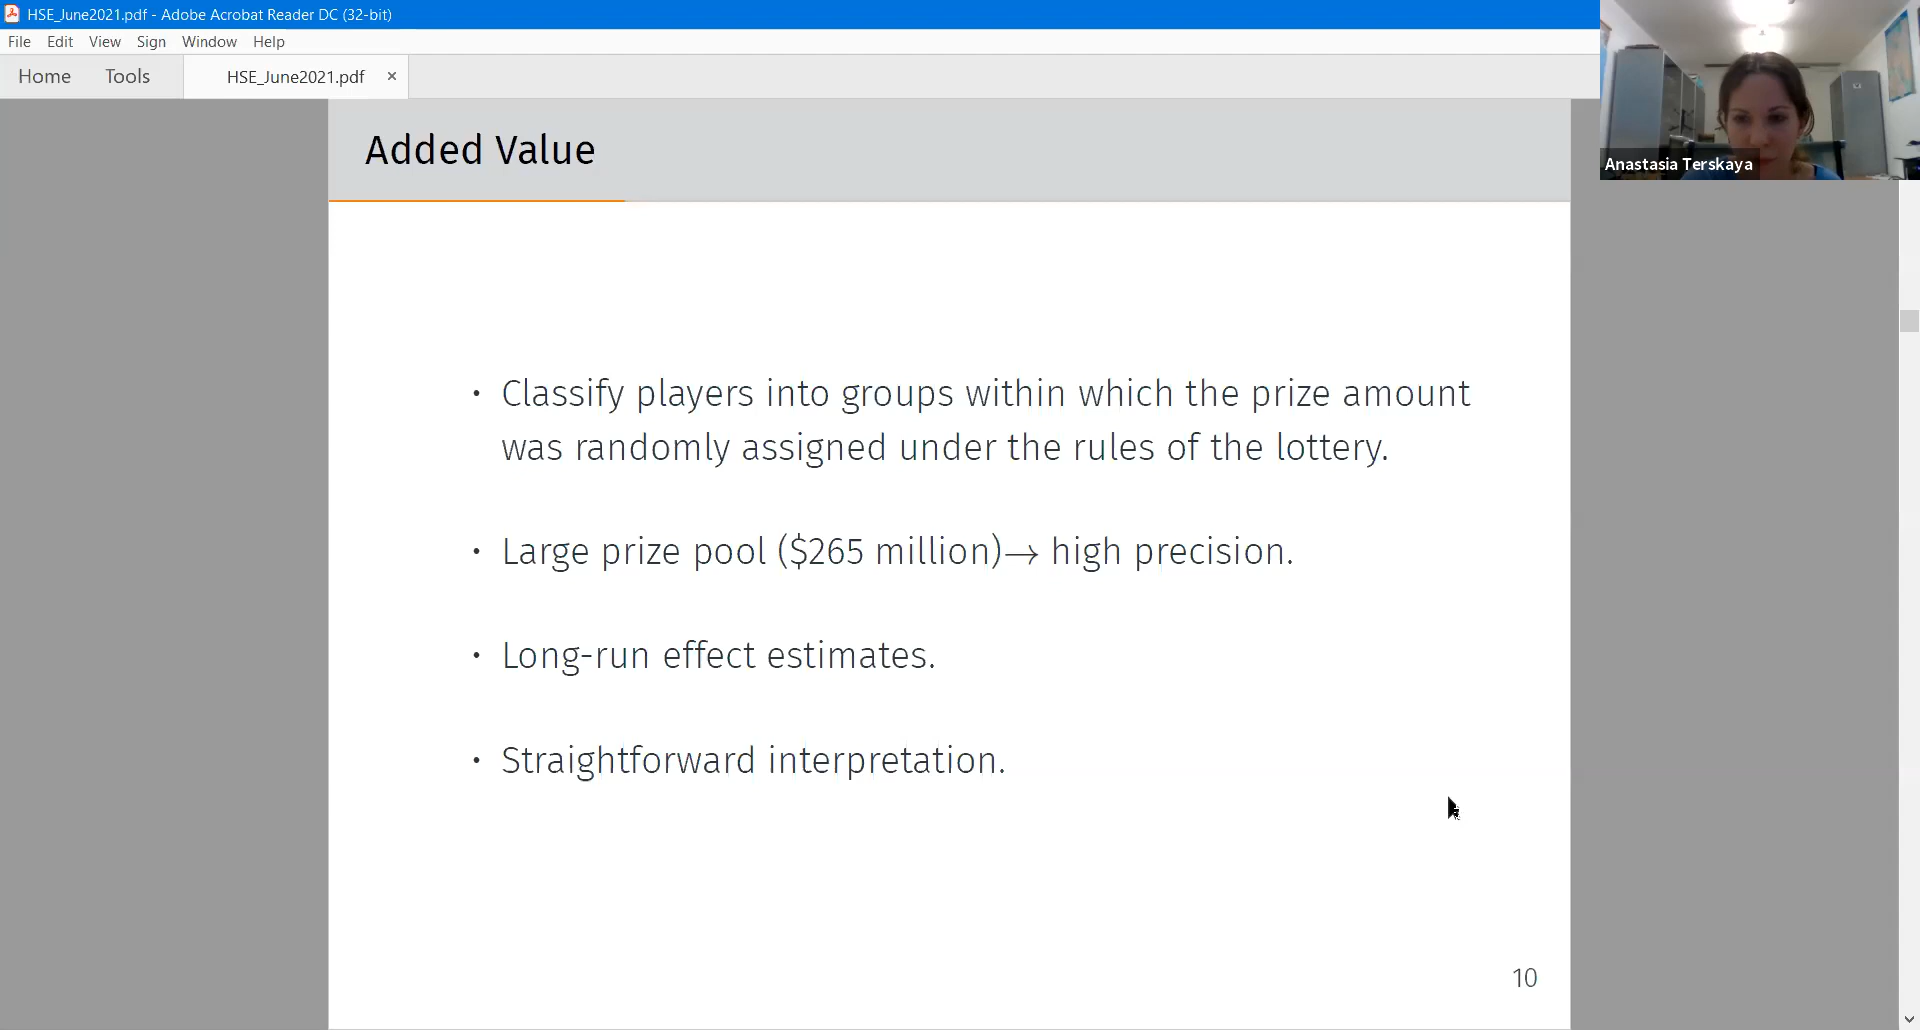 HSE_June2021.pdf - Adobe Acrobat Reader DC (32-bit)
File Edit View Sign Window Help
Home Tools HSE_June2021.pdf ×
Anastasia Terskaya
Added Value
• Classify players into groups within which the prize amount
was randomly assigned under the rules of the lottery.
• Large prize pool ($265 million)→ high precision.
• Long-run effect estimates.
• Straightforward interpretation.
10